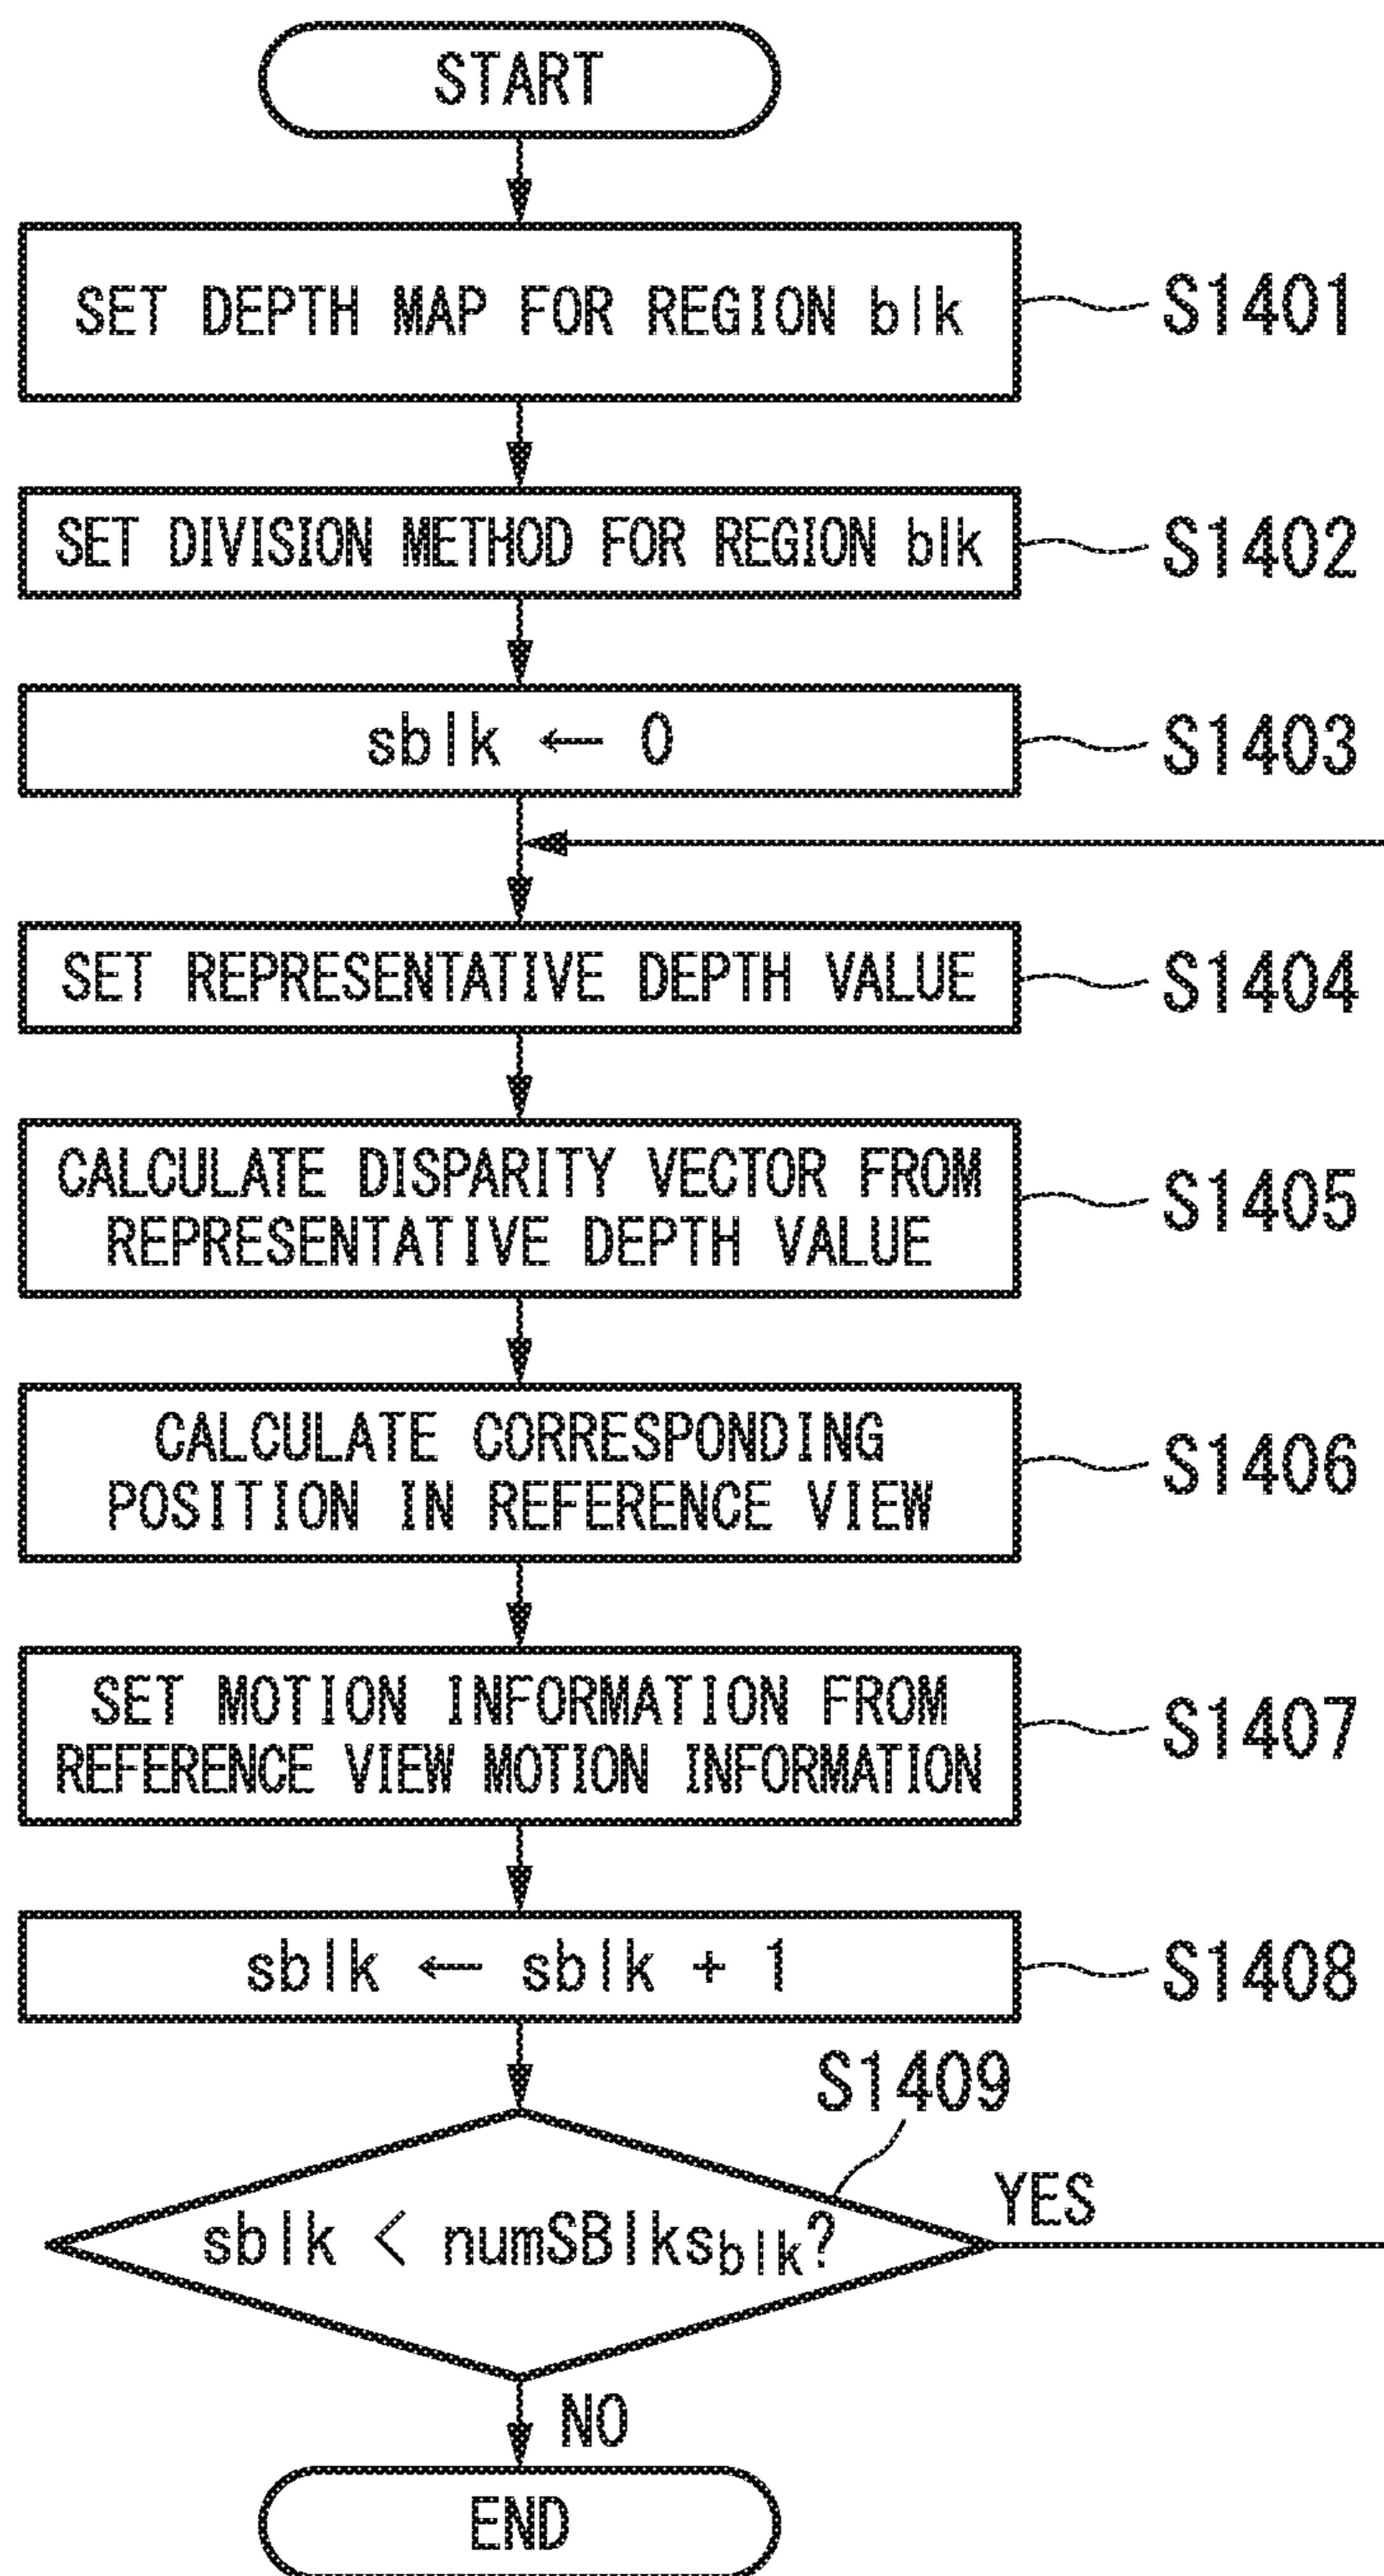 START
SET DEPTH MAP FOR REGION blk
S1401
SET DIVISION METHOD FOR REGION blk
S1402
sblk ← 0
S1403
SET REPRESENTATIVE DEPTH VALUE
S1404
CALCULATE DISPARITY VECTOR FROM
REPRESENTATIVE DEPTH VALUE
S1405
CALCULATE CORRESPONDING
POSITION IN REFERENCE VIEW
S1406
SET MOTION INFORMATION FROM
REFERENCE VIEW MOTION INFORMATION
S1407
sblk ← sblk + 1
S1408
S1409
sblk < numSBlks_blk?
YES
NO
END